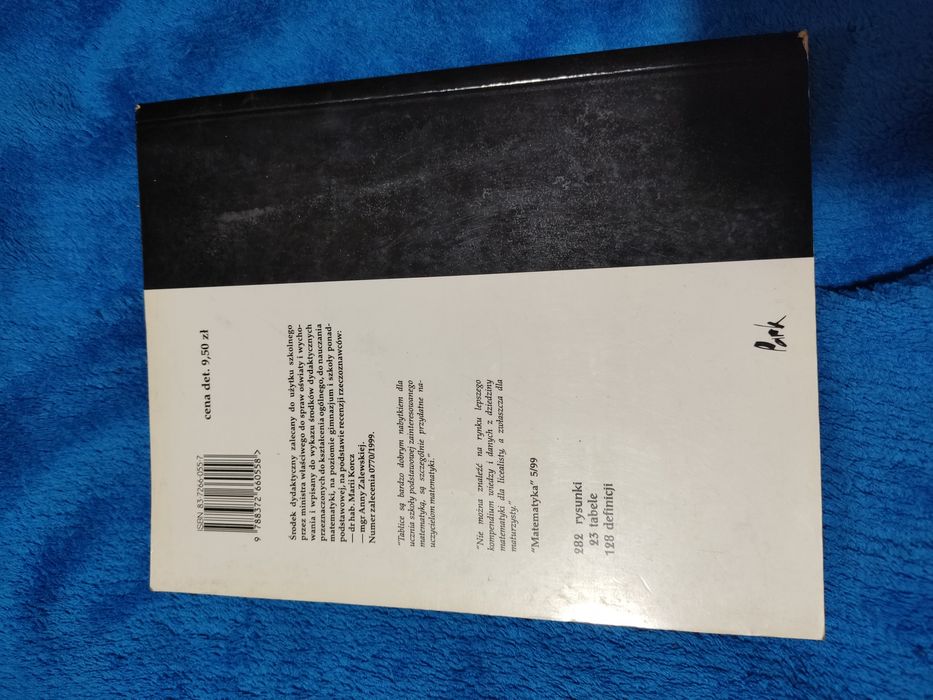 ISBN 83-7266-055-7
9 788372 660558 >
cena det. 9,50 zł
Środek dydaktyczny zalecany do użytku szkolnego
przez ministra właściwego do spraw oświaty i wycho-
wania i wpisany do wykazu środków dydaktycznych
przeznaczonych do kształcenia ogólnego, do nauczania
matematyki, na poziomie gimnazjum i szkoły ponad-
podstawowej, na podstawie recenzji rzeczoznawców:
— dr hab. Marii Korcz
— mgr Anny Zalewskiej.
Numer zalecenia 0770/1999.
"Tablice są bardzo dobrym nabytkiem dla
ucznia szkoły podstawowej zainteresowanego
matematyką, są szczególnie przydatne na-
uczycielom matematyki."
"Nie można znaleźć na rynku lepszego
kompendium wiedzy i danych z dziedziny
matematyki dla licealisty, a zwłaszcza dla
maturzysty."
"Matematyka" 5/99
282 rysunki
23 tabele
128 definicji
Park